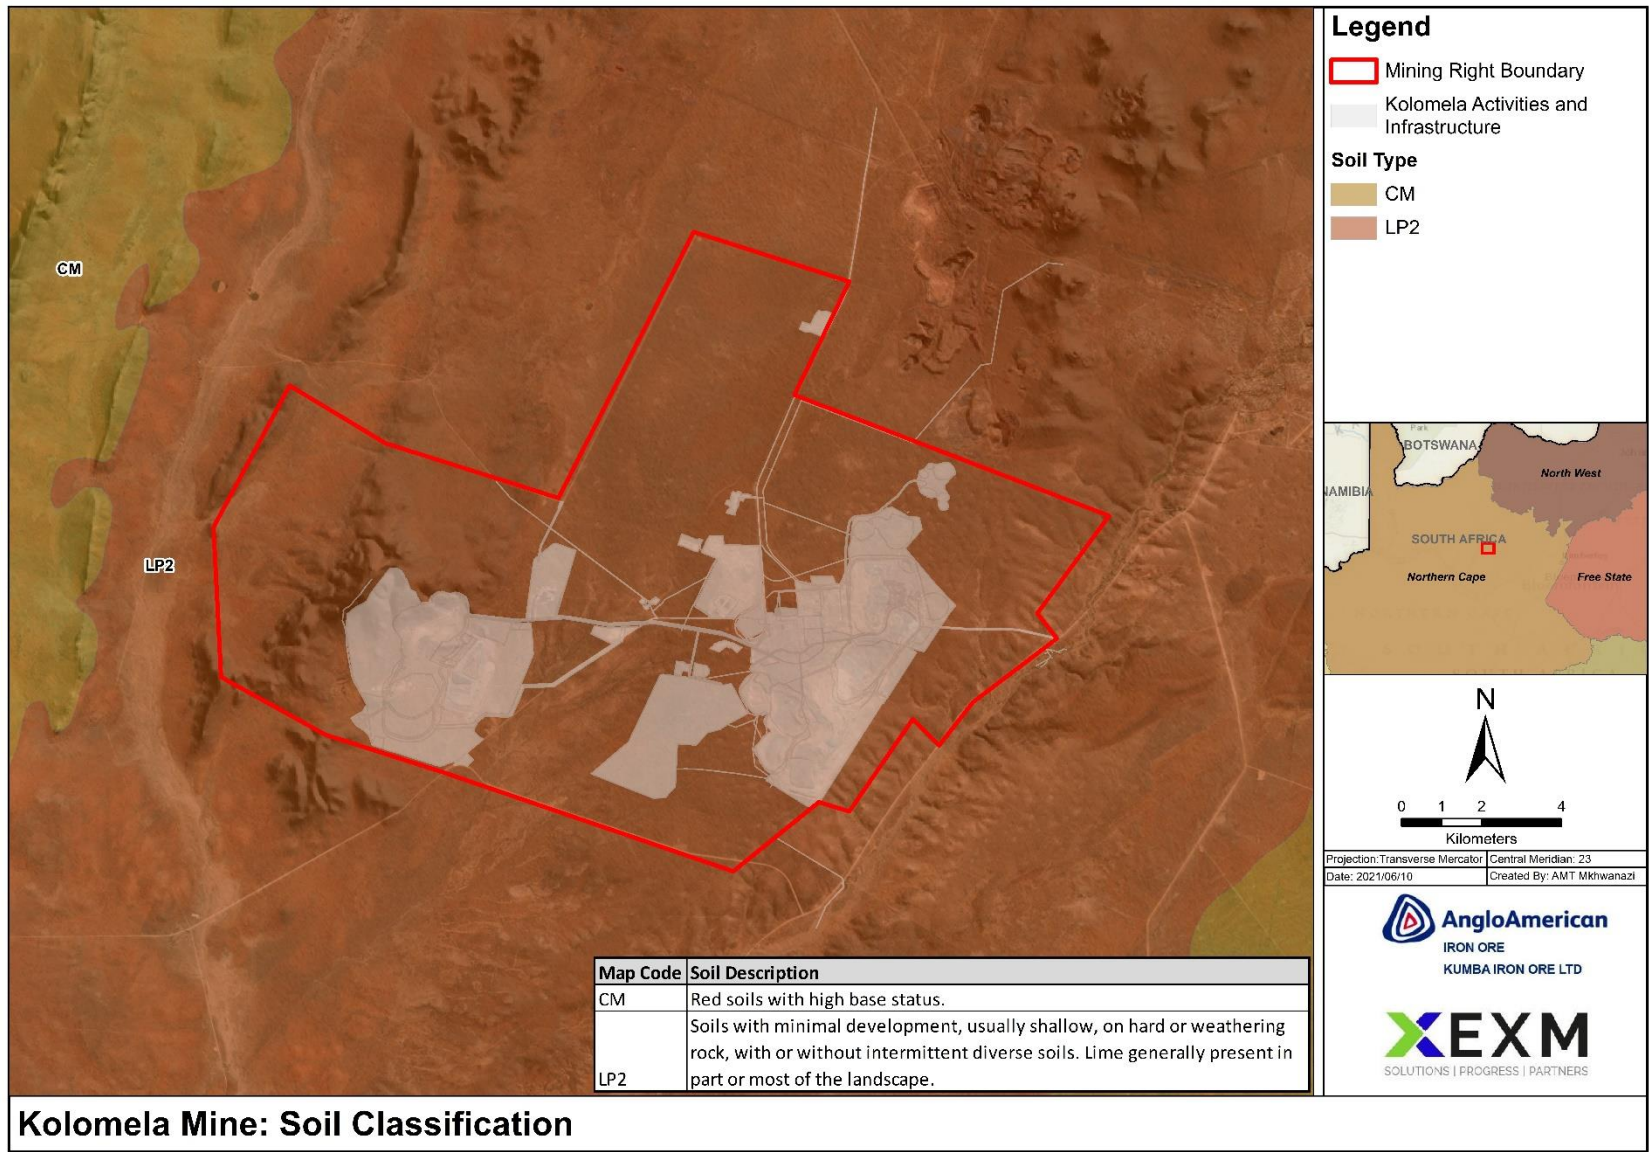 Legend
Mining Right Boundary
Kolomela Activities and
Infrastructure
Soil Type
CM
LP2
CM
LP2
BOTSWANA
North West
NAMIBIA
SOUTH AFRICA
Northern Cape
Free State
N
0 1 2 4
Kilometers
Projection:Transverse Mercator Central Meridian: 23
Date: 2021/06/10 Created By: AMT Mkhwanazi
AngloAmerican
IRON ORE
KUMBA IRON ORE LTD
EXM
SOLUTIONS | PROGRESS | PARTNERS
Map Code Soil Description
CM Red soils with high base status.
Soils with minimal development, usually shallow, on hard or weathering
rock, with or without intermittent diverse soils. Lime generally present in
LP2 part or most of the landscape.
Kolomela Mine: Soil Classification